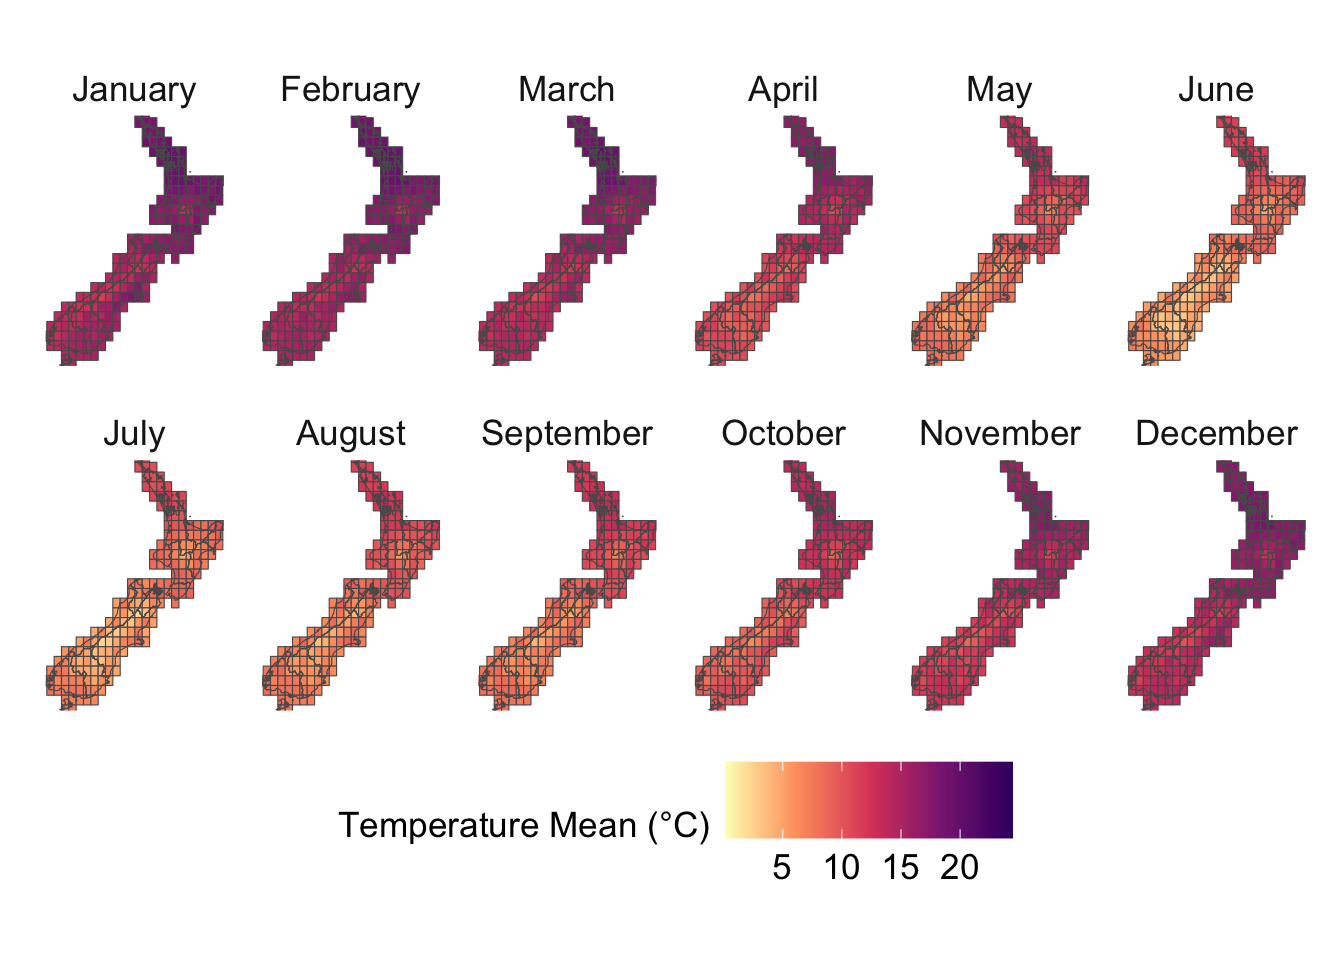 January February March April May June
July August September October November December
Temperature Mean (°C)
5 10 15 20